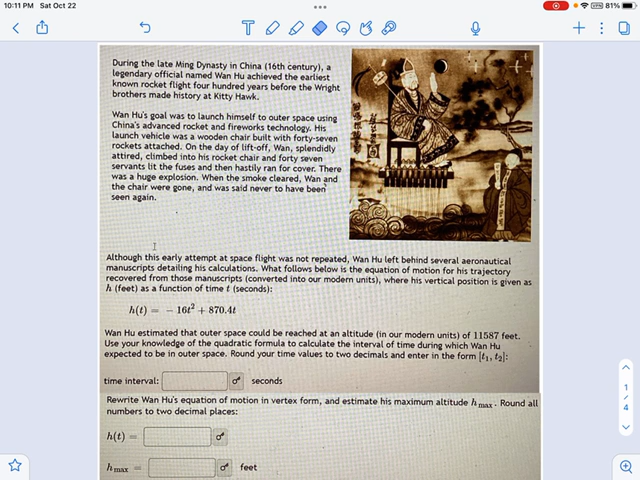 10:11 PM Sat Oct 22
VPN 81%
During the late Ming Dynasty in China (16th century), a
legendary official named Wan Hu achieved the earliest
known rocket flight four hundred years before the Wright
brothers made history at Kitty Hawk.
Wan Hu's goal was to launch himself to outer space using
China's advanced rocket and fireworks technology. His
launch vehicle was a wooden chair built with forty-seven
rockets attached. On the day of lift-off, Wan, splendidly
attired, climbed into his rocket chair and forty seven
servants lit the fuses and then hastily ran for cover. There
was a huge explosion. When the smoke cleared, Wan and
the chair were gone, and was said never to have been
seen again.
Although this early attempt at space flight was not repeated, Wan Hu left behind several aeronautical
manuscripts detailing his calculations. What follows below is the equation of motion for his trajectory
recovered from those manuscripts (converted into our modern units), where his vertical position is given as
h (feet) as a function of time t (seconds):
h(t) = − 16t² + 870.4t
Wan Hu estimated that outer space could be reached at an altitude (in our modern units) of 11587 feet.
Use your knowledge of the quadratic formula to calculate the interval of time during which Wan Hu
expected to be in outer space. Round your time values to two decimals and enter in the form [t₁, t₂]:
time interval: seconds
Rewrite Wan Hu's equation of motion in vertex form, and estimate his maximum altitude h max. Round all
numbers to two decimal places:
h(t) =
h max = feet
1
/
4